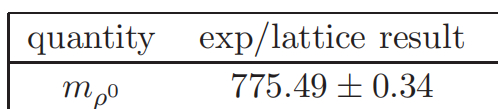 quantity exp/lattice result
m_{ρ^0} 775.49 ± 0.34